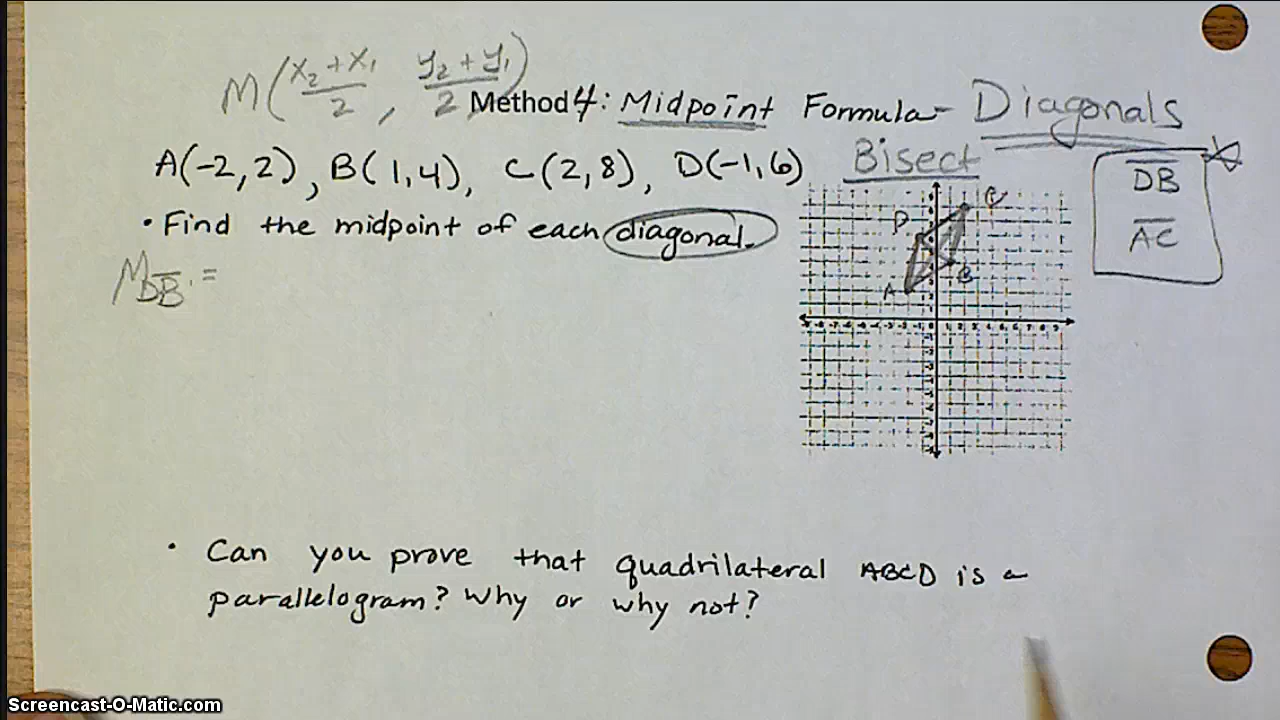 M(x₂+x₁/2, y₂+y₁/2)
Method 4: Midpoint Formula - Diagonals
Bisect
A(-2,2), B(1,4), C(2,8), D(-1,6)
DB
AC
• Find the midpoint of each diagonal.
M DB =
D C
A B
• Can you prove that quadrilateral ABCD is a
parallelogram? Why or why not?
Screencast-O-Matic.com